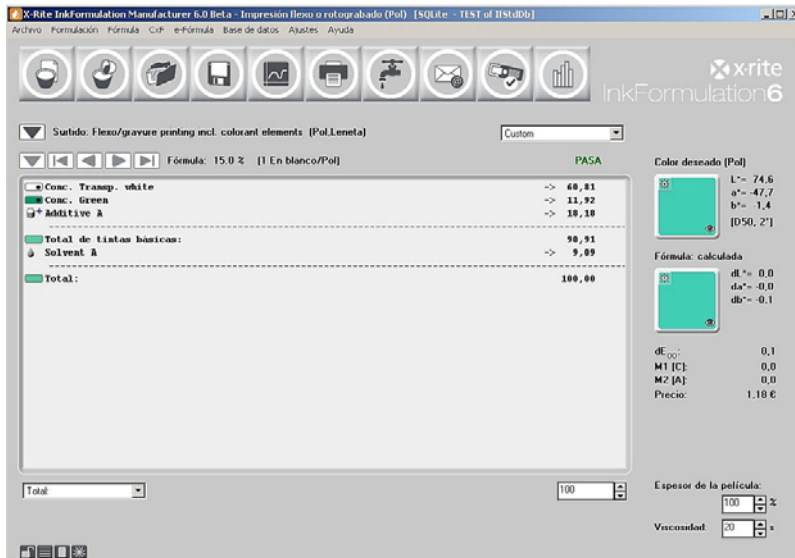 X-Rite InkFormulation Manufacturer 6.0 Beta - Impresión flexo o rotograbado (Pol) [SQLite - TEST of IfStdDb]
Archivo Formulación Fórmula CxF e-Fórmula Base de datos Ajustes Ayuda
x·rite
InkFormulation6
Surtido: Flexo/gravure printing incl. colorant elements (Pol,Leneta)
Custom
Fórmula: 15.0 % (1 En blanco/Pol)
PASA
Conc. Transp. white -> 60,81
Conc. Green -> 11,92
Additive A -> 18,18
Total de tintas básicas: 90,91
Solvent A -> 9,09
Total: 100,00
Color deseado (Pol)
L*= 74,6
a*= -47,7
b*= -1,4
[D50, 2°]
Fórmula: calculada
dL*= 0,0
da*= -0,0
db*= -0,1
dE00: 0,1
M1 [C]: 0,0
M2 [A]: 0,0
Precio: 1,18 €
Total:
100
Espesor de la película:
100 %
Viscosidad: 20 s